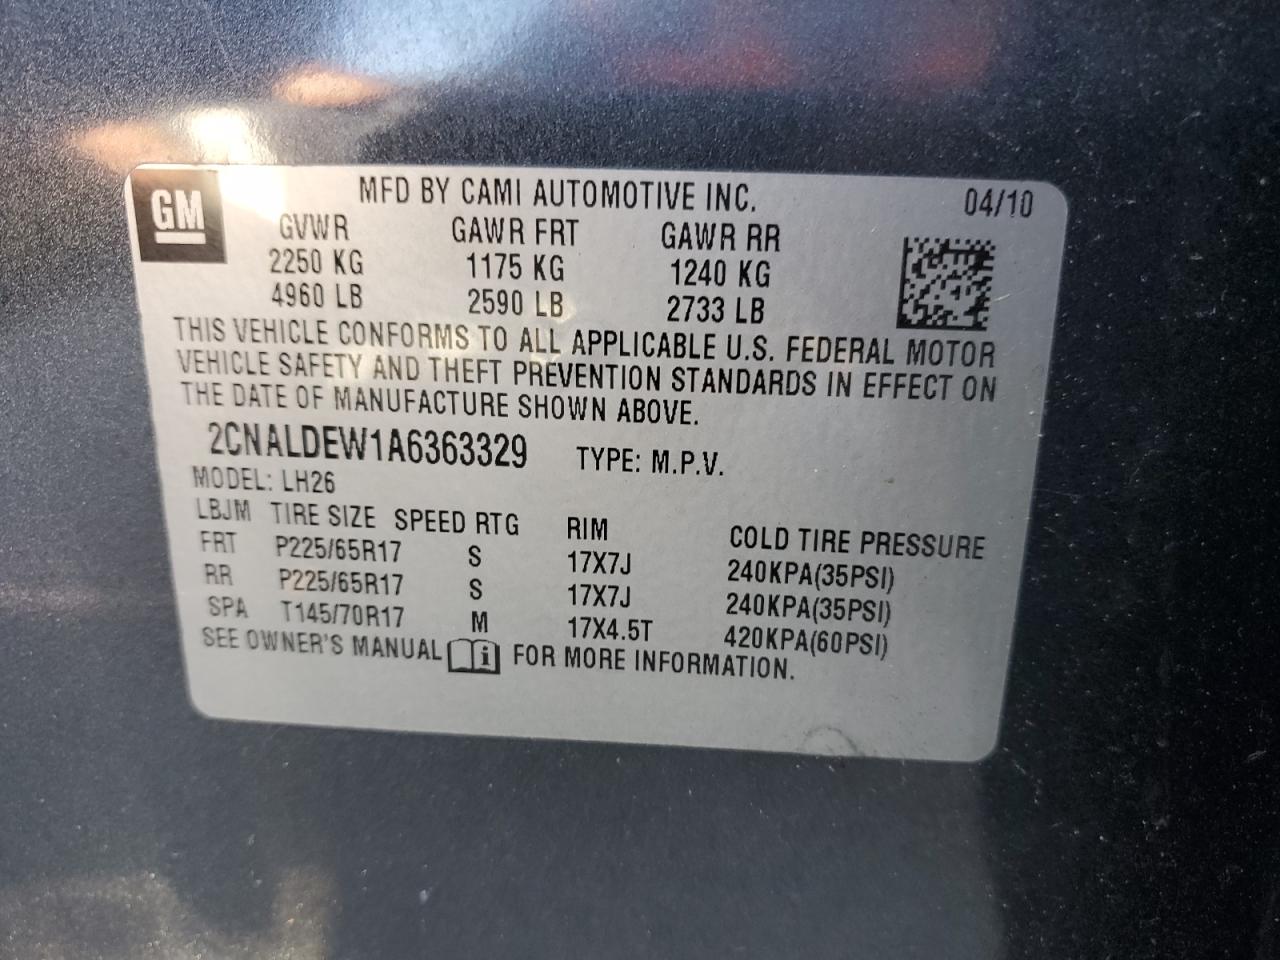 GM
MFD BY CAMI AUTOMOTIVE INC. 04/10
GVWR GAWR FRT GAWR RR
2250 KG 1175 KG 1240 KG
4960 LB 2590 LB 2733 LB
THIS VEHICLE CONFORMS TO ALL APPLICABLE U.S. FEDERAL MOTOR
VEHICLE SAFETY AND THEFT PREVENTION STANDARDS IN EFFECT ON
THE DATE OF MANUFACTURE SHOWN ABOVE.
2CNALDEW1A6363329 TYPE: M.P.V.
MODEL: LH26
LBJM TIRE SIZE SPEED RTG RIM COLD TIRE PRESSURE
FRT P225/65R17 S 17X7J 240KPA(35PSI)
RR P225/65R17 S 17X7J 240KPA(35PSI)
SPA T145/70R17 M 17X4.5T 420KPA(60PSI)
SEE OWNER'S MANUAL i FOR MORE INFORMATION.